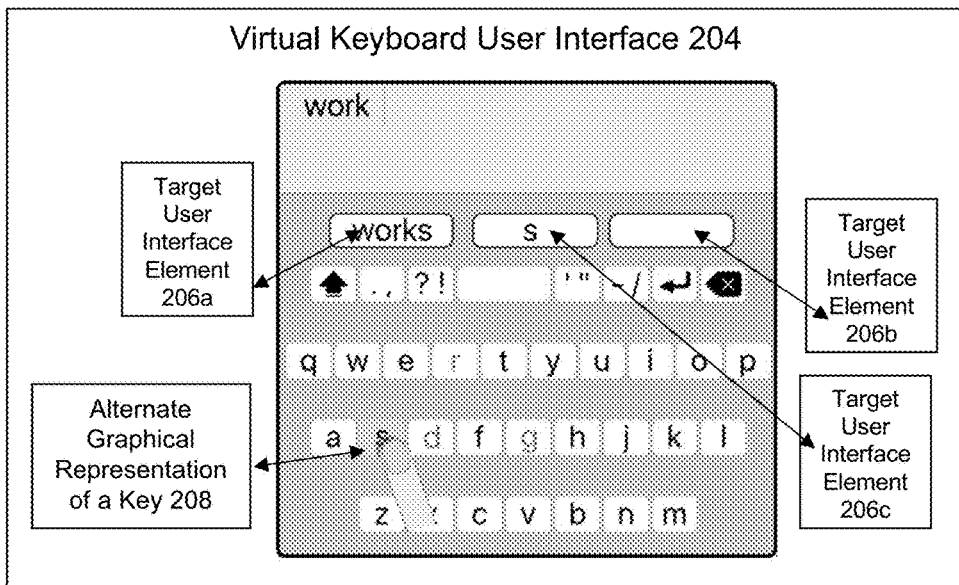 Virtual Keyboard User Interface 204
work
Target
User
Interface
Element
206a
works
s
Target
User
Interface
Element
206b
. , ? ! ' " - /
q w e r t y u i o p
Alternate
Graphical
Representation
of a Key 208
a s d f g h j k l
Target
User
Interface
Element
206c
z c v b n m